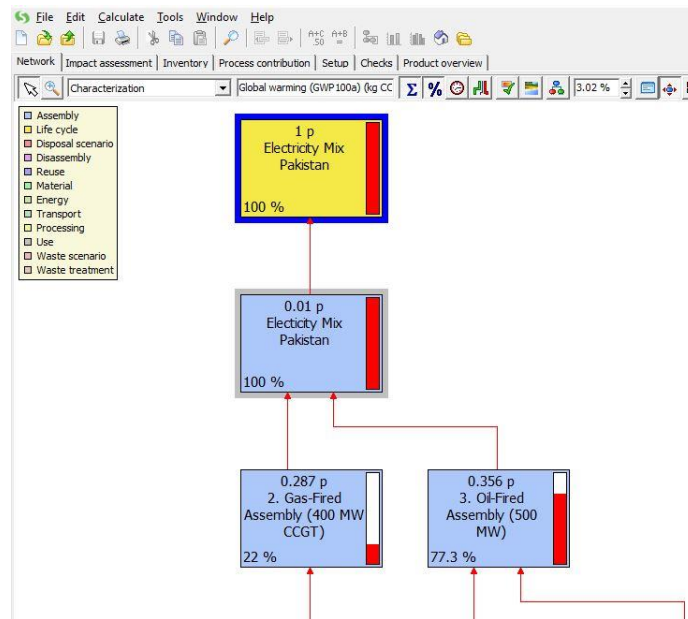 File Edit Calculate Tools Window Help
A+C A+B
50 =
Network Impact assessment Inventory Process contribution Setup Checks Product overview
Characterization Global warming (GWP100a) (kg CC Σ % 3.02 %
Assembly
Life cycle
Disposal scenario
Disassembly
Reuse
Material
Energy
Transport
Processing
Use
Waste scenario
Waste treatment
1 p
Electricity Mix
Pakistan
100 %
0.01 p
Electicity Mix
Pakistan
100 %
0.287 p
2. Gas-Fired
Assembly (400 MW
CCGT)
22 %
0.356 p
3. Oil-Fired
Assembly (500
MW)
77.3 %